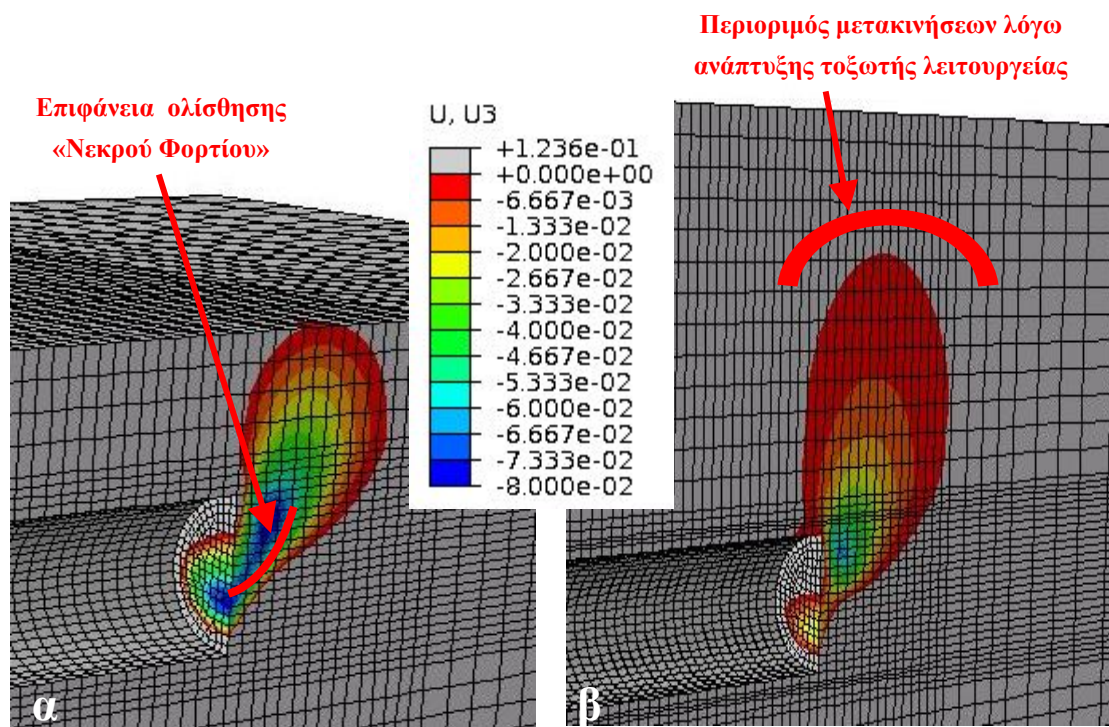 Περιοριμός μετακινήσεων λόγω
ανάπτυξης τοξωτής λειτουργείας
Επιφάνεια ολίσθησης
«Νεκρού Φορτίου»
U, U3
+1.236e-01
+0.000e+00
-6.667e-03
-1.333e-02
-2.000e-02
-2.667e-02
-3.333e-02
-4.000e-02
-4.667e-02
-5.333e-02
-6.000e-02
-6.667e-02
-7.333e-02
-8.000e-02
α
β